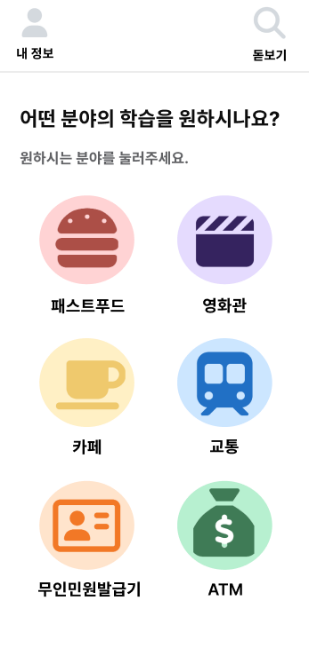 내 정보
돋보기
어떤 분야의 학습을 원하시나요?
원하시는 분야를 눌러주세요.
패스트푸드
영화관
카페
교통
$
무인민원발급기
ATM